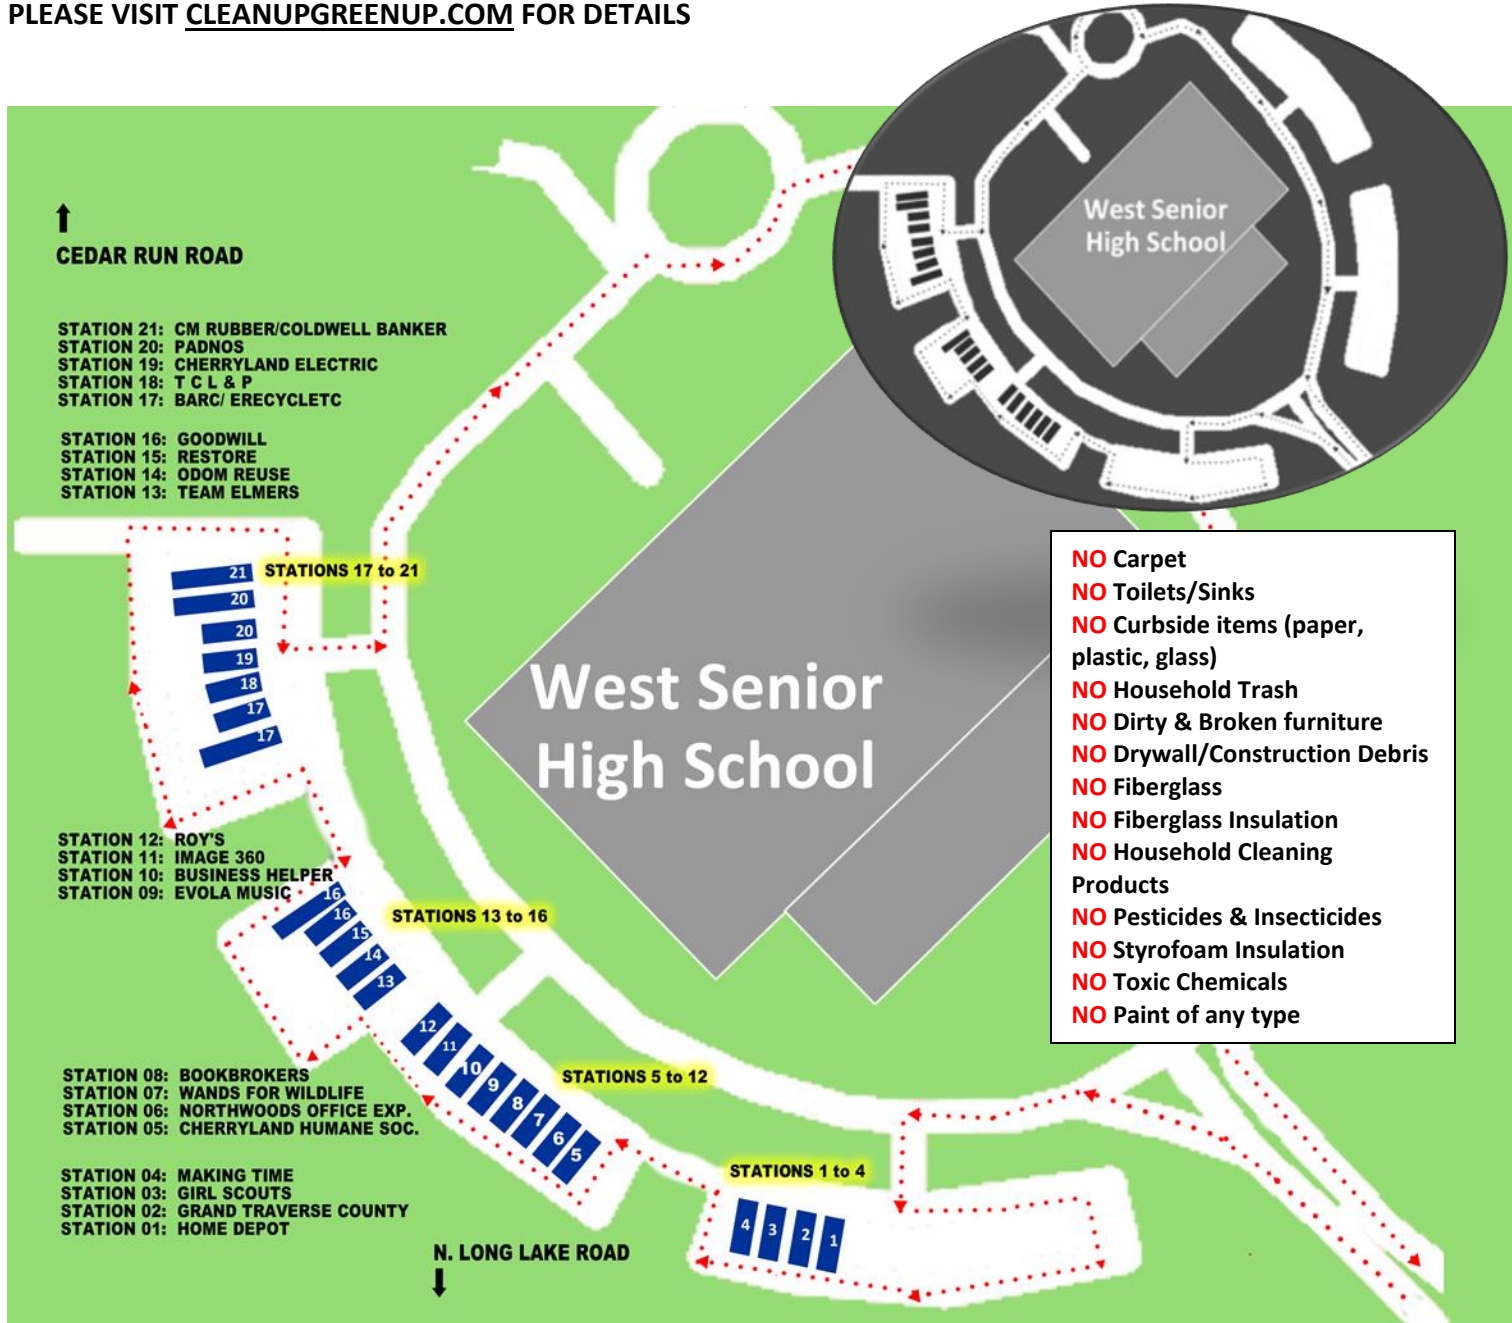 PLEASE VISIT CLEANUPGREENUP.COM FOR DETAILS
West Senior
High School
CEDAR RUN ROAD
STATION 21: CM RUBBER/COLDWELL BANKER
STATION 20: PADNOS
STATION 19: CHERRYLAND ELECTRIC
STATION 18: T C L & P
STATION 17: BARC/ ERECYCLETC
STATION 16: GOODWILL
STATION 15: RESTORE
STATION 14: ODOM REUSE
STATION 13: TEAM ELMERS
STATIONS 17 to 21
21
20
20
19
18
17
17
West Senior
High School
NO Carpet
NO Toilets/Sinks
NO Curbside items (paper,
plastic, glass)
NO Household Trash
NO Dirty & Broken furniture
NO Drywall/Construction Debris
NO Fiberglass
NO Fiberglass Insulation
NO Household Cleaning
Products
NO Pesticides & Insecticides
NO Styrofoam Insulation
NO Toxic Chemicals
NO Paint of any type
STATION 12: ROY'S
STATION 11: IMAGE 360
STATION 10: BUSINESS HELPER
STATION 09: EVOLA MUSIC
STATIONS 13 to 16
16
16
15
14
13
12
11
10
9
8
7
6
5
STATIONS 5 to 12
STATION 08: BOOKBROKERS
STATION 07: WANDS FOR WILDLIFE
STATION 06: NORTHWOODS OFFICE EXP.
STATION 05: CHERRYLAND HUMANE SOC.
STATION 04: MAKING TIME
STATION 03: GIRL SCOUTS
STATION 02: GRAND TRAVERSE COUNTY
STATION 01: HOME DEPOT
STATIONS 1 to 4
4
3
2
1
N. LONG LAKE ROAD